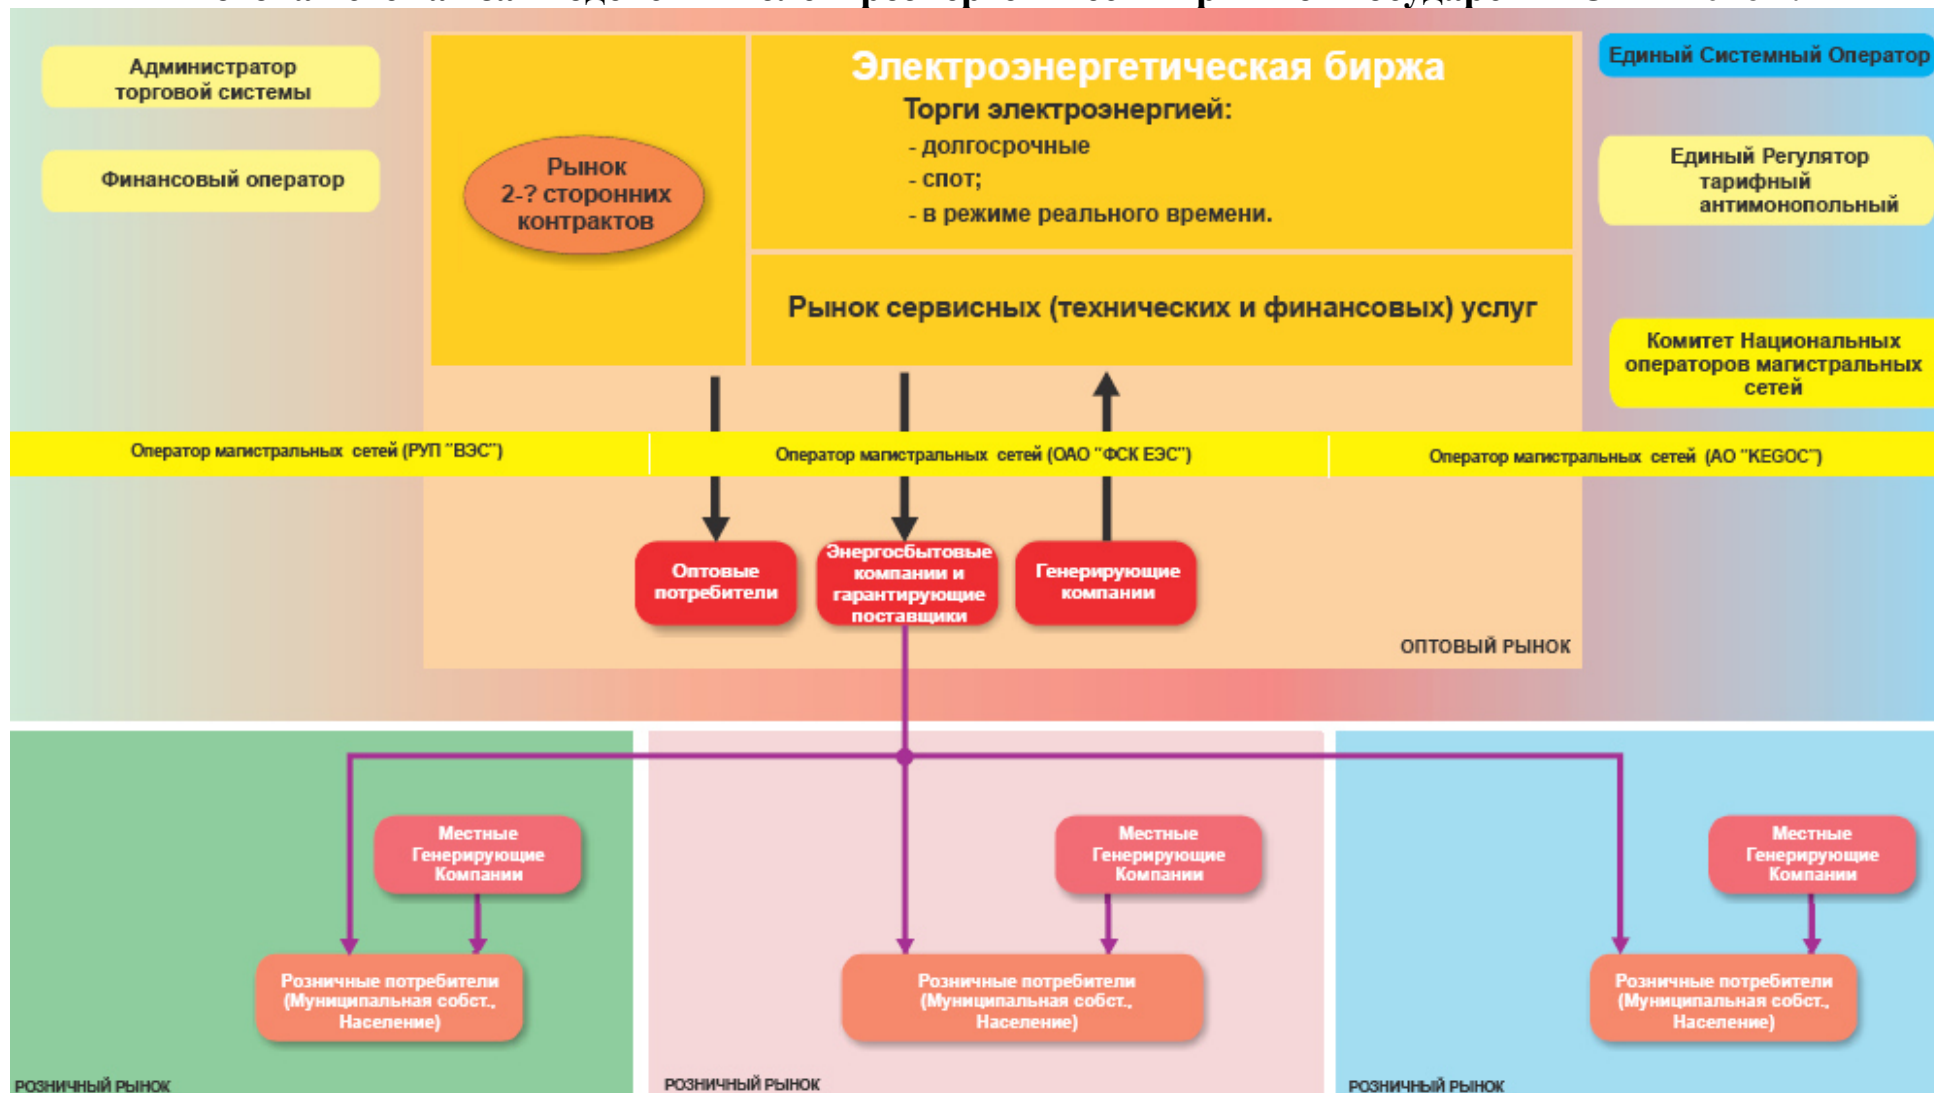 Администратор
торговой системы
Финансовый оператор
Рынок
2-? сторонних
контрактов
Электроэнергетическая биржа
Торги электроэнергией:
- долгосрочные
- спот;
- в режиме реального времени.
Рынок сервисных (технических и финансовых) услуг
Единый Системный Оператор
Единый Регулятор
тарифный
антимонопольный
Комитет Национальных
операторов магистральных
сетей
Оператор магистральных сетей (РУП "ВЭС")
Оператор магистральных сетей (ОАО "ФСК ЕЭС")
Оператор магистральных сетей (АО "KEGOC")
Оптовые
потребители
Энергосбытовые
компании и
гарантирующие
поставщики
Генерирующие
компании
ОПТОВЫЙ РЫНОК
Местные
Генерирующие
Компании
Розничные потребители
(Муниципальная собст.,
Население)
РОЗНИЧНЫЙ РЫНОК
Местные
Генерирующие
Компании
Розничные потребители
(Муниципальная собст.,
Население)
РОЗНИЧНЫЙ РЫНОК
Местные
Генерирующие
Компании
Розничные потребители
(Муниципальная собст.,
Население)
РОЗНИЧНЫЙ РЫНОК